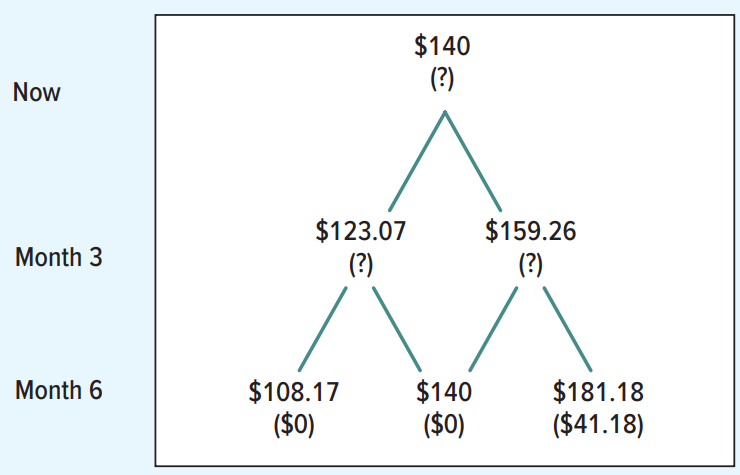 $140
(?)
Now
$123.07 $159.26
Month 3
(?) (?)
Month 6 $108.17 $140 $181.18
($0) ($0) ($41.18)